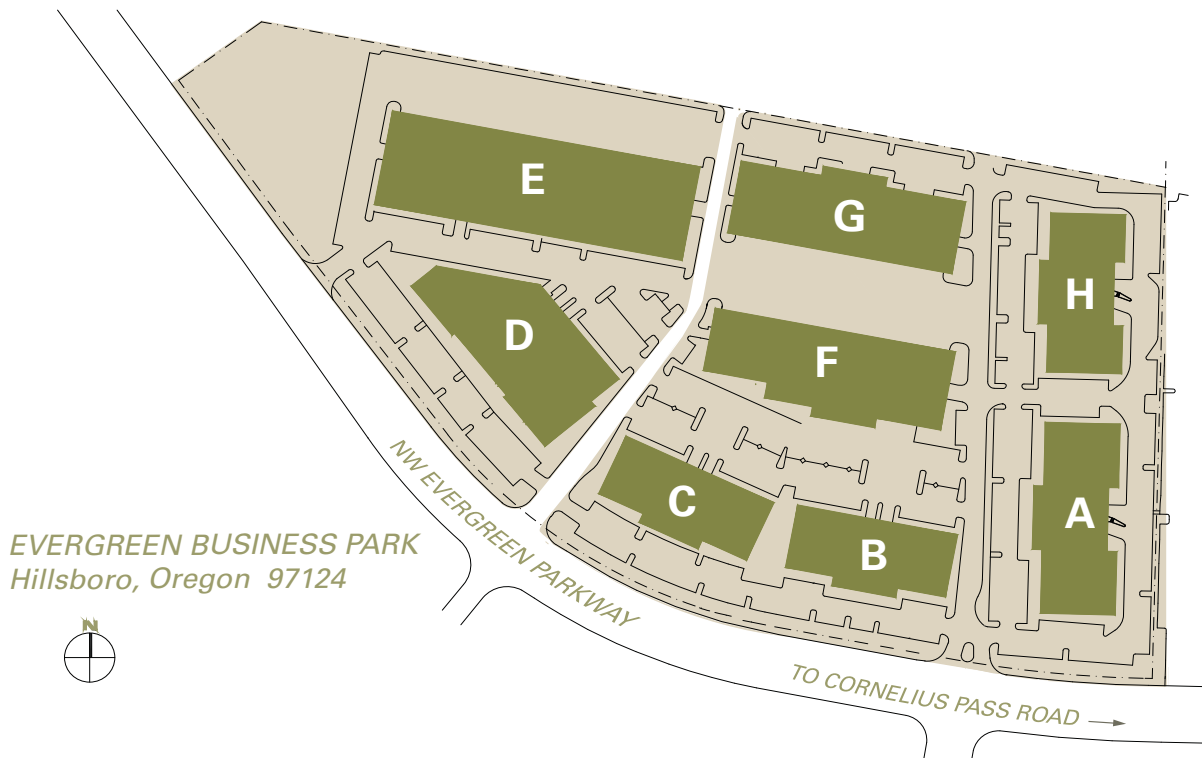 E
G
H
D
F
NW EVERGREEN PARKWAY
C
A
B
EVERGREEN BUSINESS PARK
Hillsboro, Oregon 97124
N
TO CORNELIUS PASS ROAD